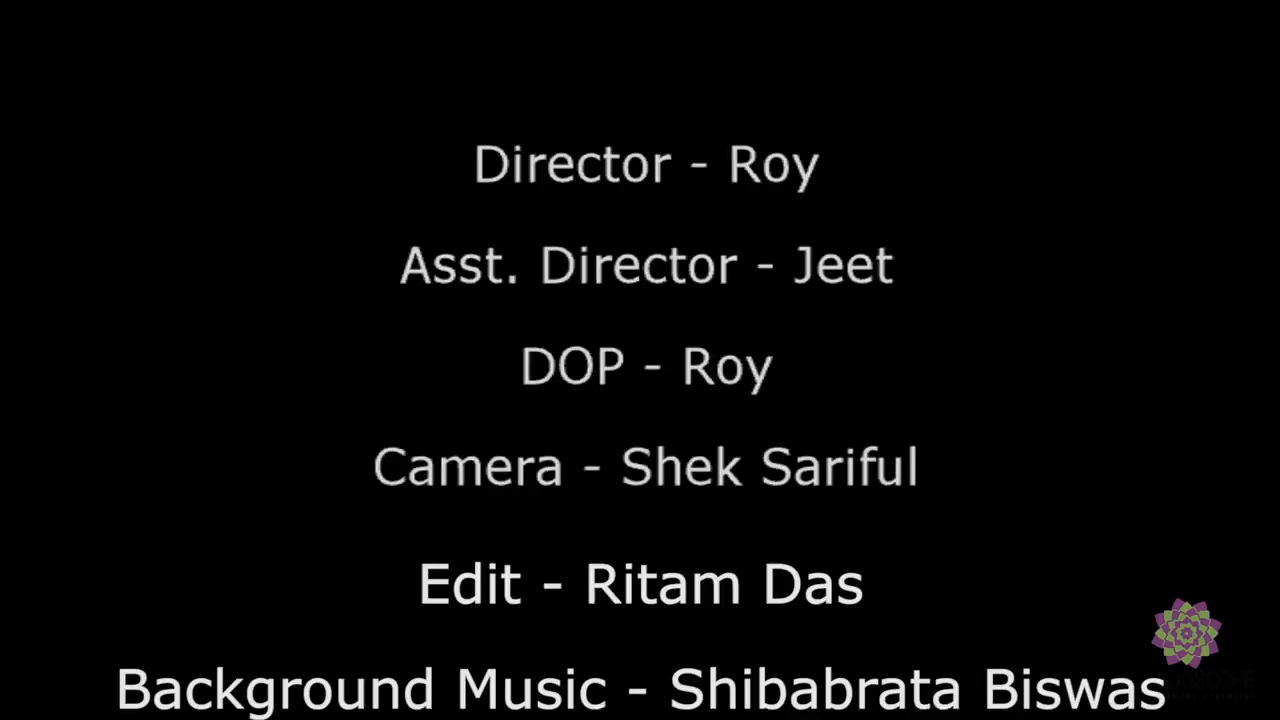 Director - Roy
Asst. Director - Jeet
DOP - Roy
Camera - Shek Sariful
Edit - Ritam Das
Background Music - Shibabrata Biswas